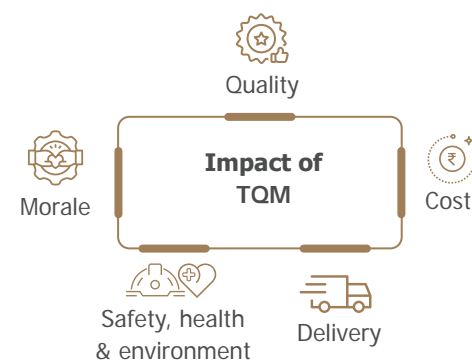 Quality
Impact of
TQM
Morale
₹
Cost
Safety, health
& environment
Delivery